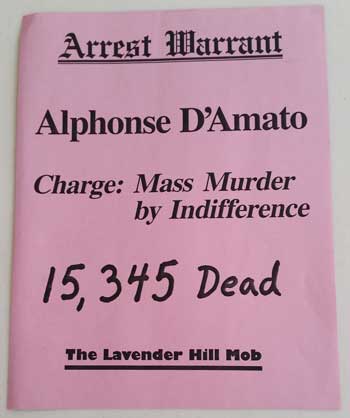 Arrest Warrant
Alphonse D'Amato
Charge: Mass Murder
by Indifference
15,345 Dead
The Lavender Hill Mob